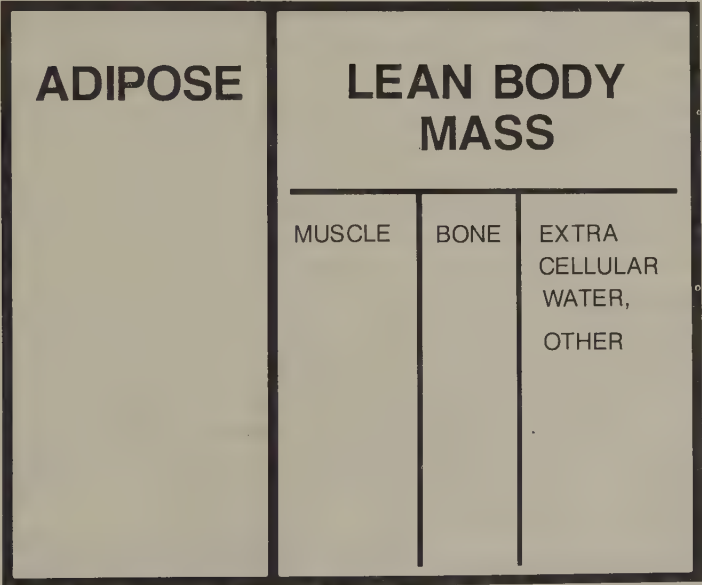 ADIPOSE
LEAN BODY
MASS
MUSCLE
BONE
EXTRA
CELLULAR
WATER,
OTHER